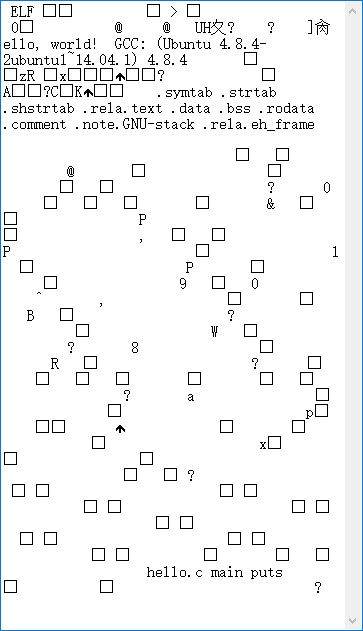 ELF □□ □ > □
0□ @ @ UH攵? ? ]肏
ello, world! GCC: (Ubuntu 4.8.4-
2ubuntu1~14.04.1) 4.8.4 □
□zR □x□□□↑□□? □
A□□?C□K↑□□ .symtab .strtab
.shstrtab .rela.text .data .bss .rodata
.comment .note.GNU-stack .rela.eh_frame
□ □
@ □
□ □ ? 0
□ □ □ □ & □
□ P
□ , □ □
P □ 1
□ P □
□ 9 0
^ , □ □
B □ ?
□ W □
? 8 □
R □ ? □
□ □ □ □ □ □
? a □
□ p□
□□ ↑ □ □
□ x□
□ □
□ □ ?
□ □ □ □
□ □ □ □
□ □
□ □ □ □
□ □ □ □ □
hello.c main puts
□ □ ?